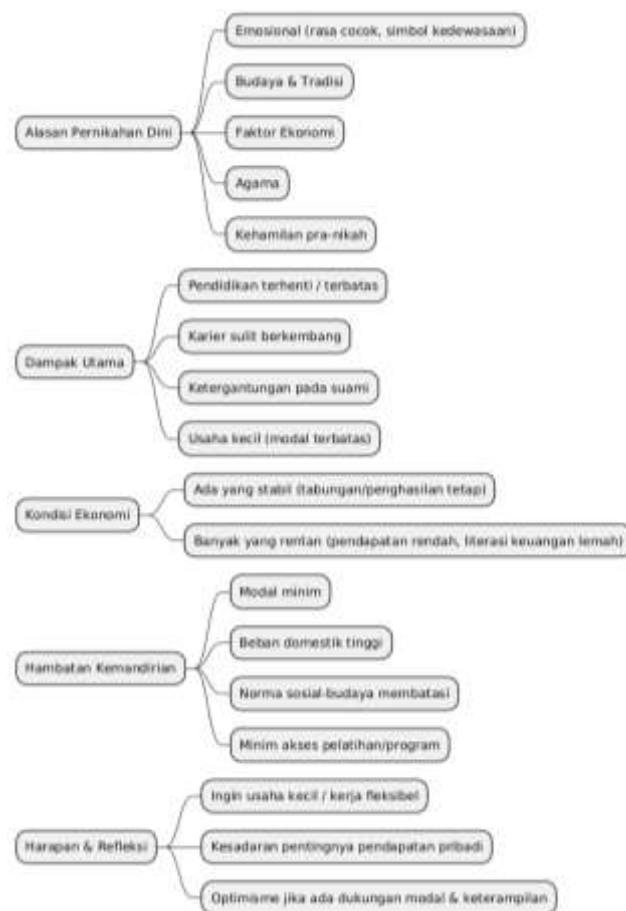 Alasan Pernikahan Dini
Emosional (rasa cocok, simbol kedewasaan)
Budaya & Tradisi
Faktor Ekonomi
Agama
Kehamilan pra-nikah
Dampak Utama
Pendidikan terhenti / terbatas
Karier sulit berkembang
Ketergantungan pada suami
Usaha kecil (modal terbatas)
Kondisi Ekonomi
Ada yang stabil (tabungan/penghasilan tetap)
Banyak yang rentan (pendapatan rendah, literasi keuangan lemah)
Hambatan Kemandirian
Modal minim
Beban domestik tinggi
Norma sosial-budaya membatasi
Minim akses pelatihan/program
Harapan & Refleksi
Ingin usaha kecil / kerja fleksibel
Kesadaran pentingnya pendapatan pribadi
Optimisme jika ada dukungan modal & keterampilan